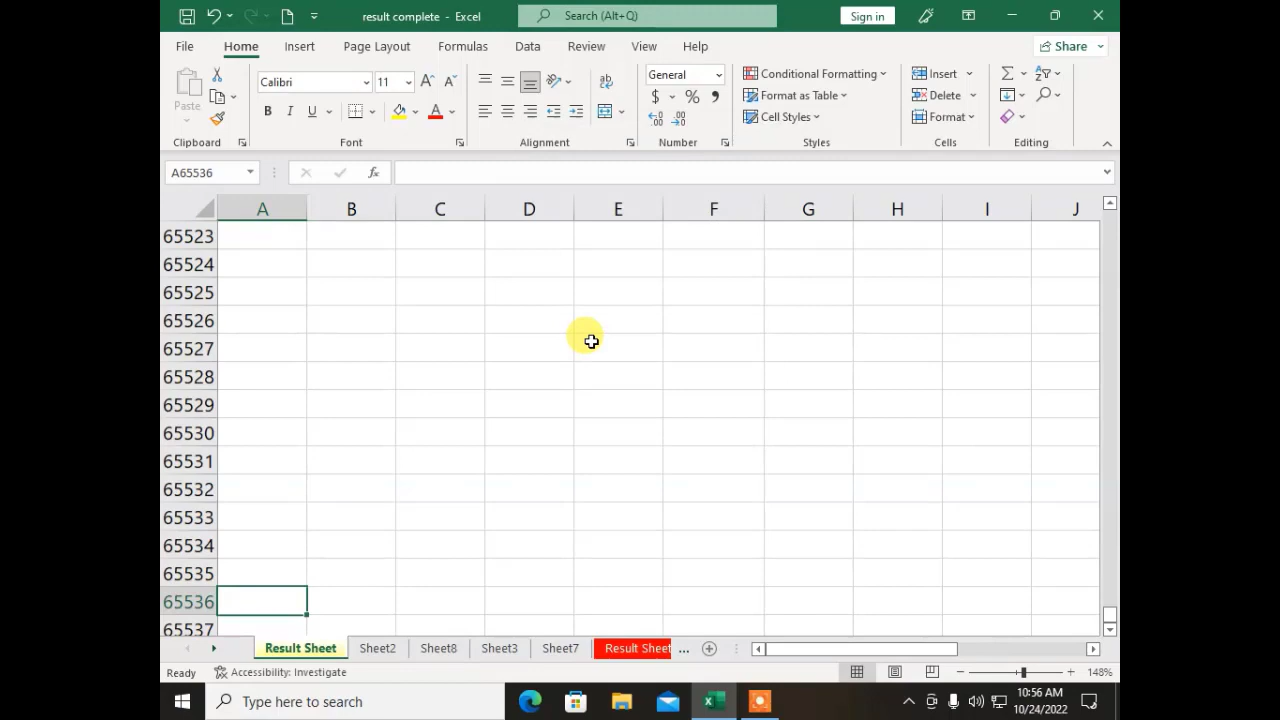 result complete - Excel
Search (Alt+Q)
Sign in
File Home Insert Page Layout Formulas Data Review View Help Share
Paste
Calibri 11
B I U
General
$ % 9
Conditional Formatting
Format as Table
Cell Styles
Insert
Delete
Format
Clipboard Font Alignment Number Styles Cells Editing
A65536 fx
A B C D E F G H I J
65523
65524
65525
65526
65527
65528
65529
65530
65531
65532
65533
65534
65535
65536
65537
Result Sheet Sheet2 Sheet8 Sheet3 Sheet7 Result Sheet ...
Ready Accessibility: Investigate 148%
Type here to search
10:56 AM
10/24/2022